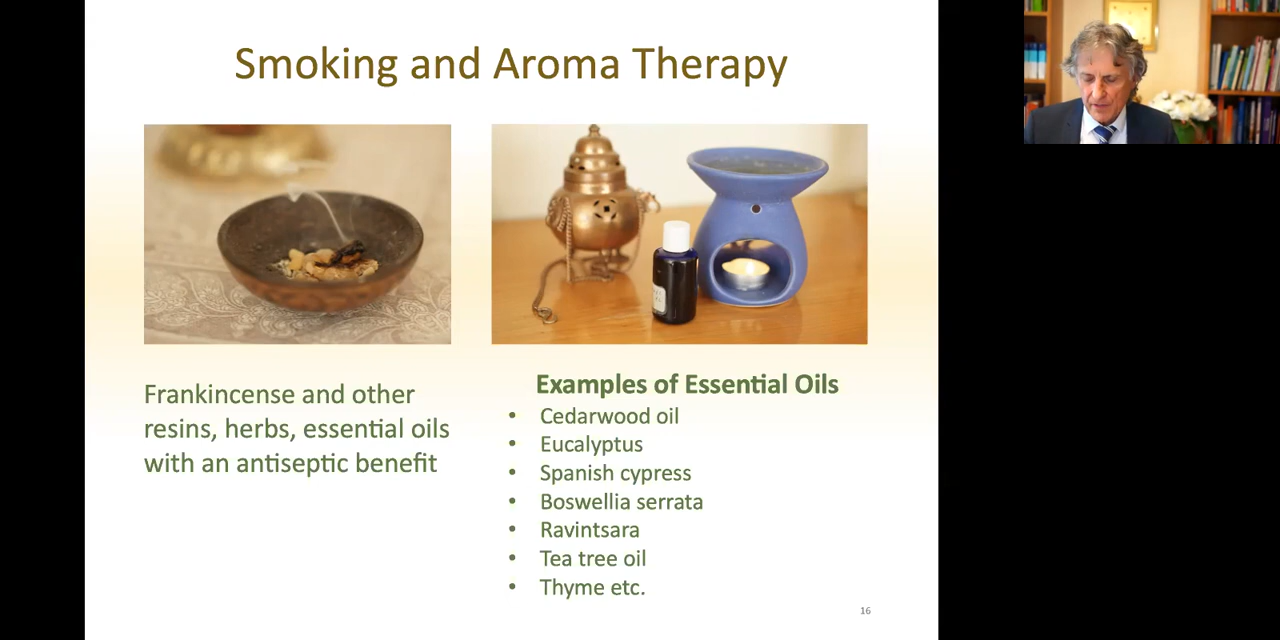 Smoking and Aroma Therapy
Frankincense and other
resins, herbs, essential oils
with an antiseptic benefit
Examples of Essential Oils
• Cedarwood oil
• Eucalyptus
• Spanish cypress
• Boswellia serrata
• Ravintsara
• Tea tree oil
• Thyme etc.
16